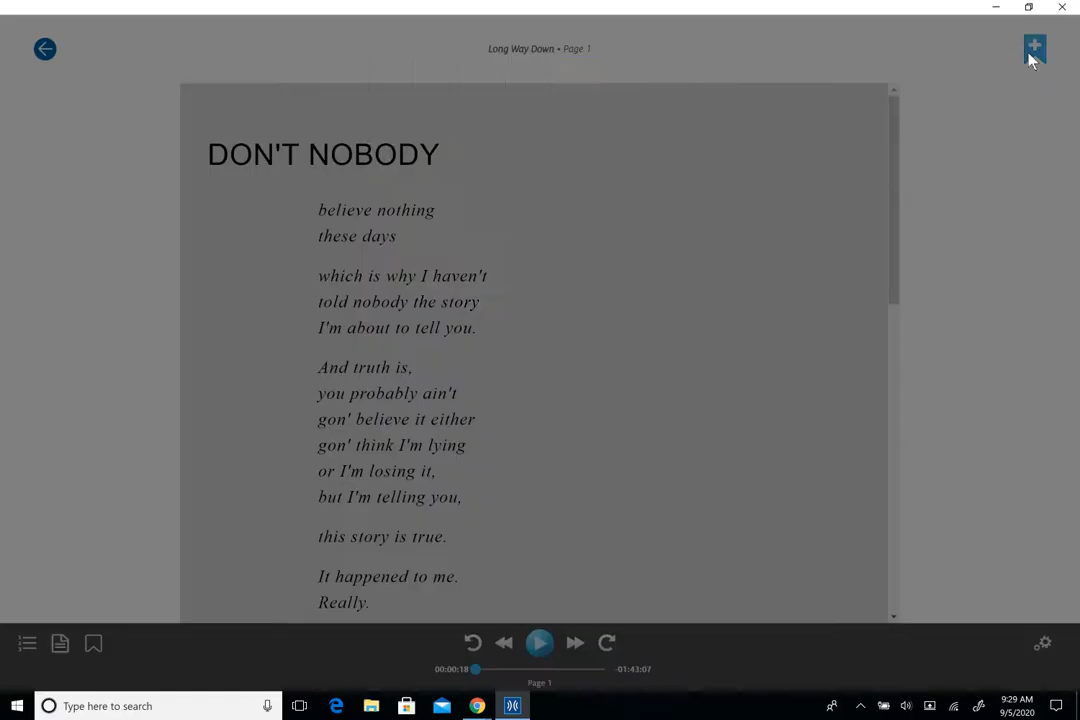 Long Way Down • Page 1
DON'T NOBODY
believe nothing
these days
which is why I haven't
told nobody the story
I'm about to tell you.
And truth is,
you probably ain't
gon' believe it either
gon' think I'm lying
or I'm losing it,
but I'm telling you,
this story is true.
It happened to me.
Really.
00:00:18
-01:43:07
Page 1
Type here to search
9:29 AM
9/5/2020